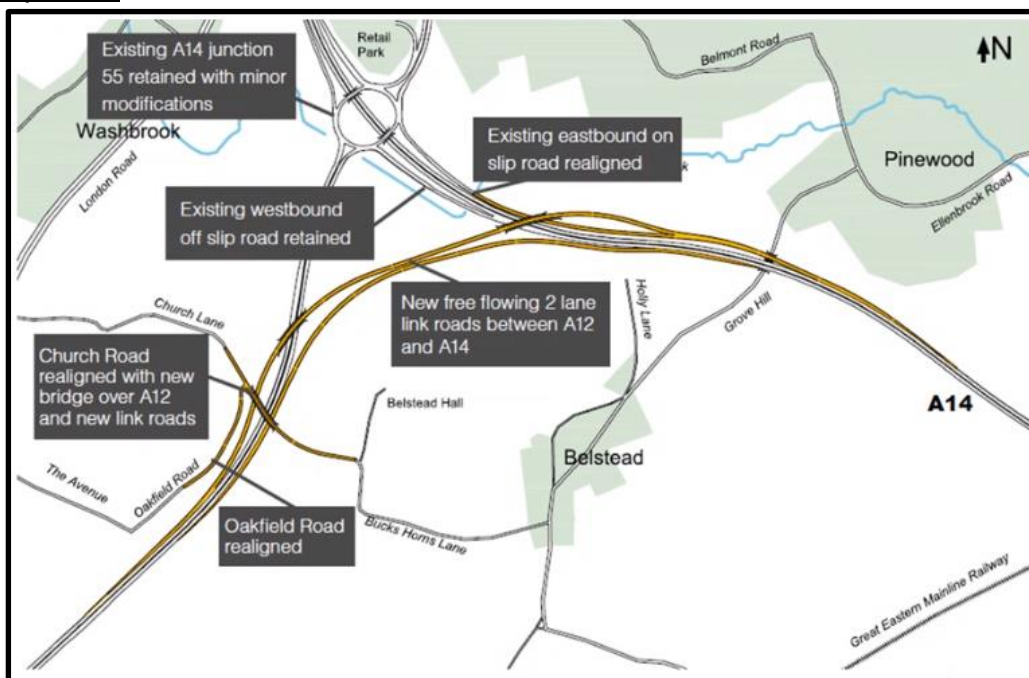 Existing A14 junction
55 retained with minor
modifications
Retail
Park
Belmont Road
N
Washbrook
London Road
Existing eastbound on
slip road realigned
Pinewood
Ellenbrook Road
Existing westbound
off slip road retained
Church Lane
New free flowing 2 lane
link roads between A12
and A14
Holly Lane
Grove Hill
Church Road
realigned with new
bridge over A12
and new link roads
Belstead Hall
A14
The Avenue
Oakfield Road
Belstead
Oakfield Road
realigned
Bucks Horns Lane
Great Eastern Mainline Railway